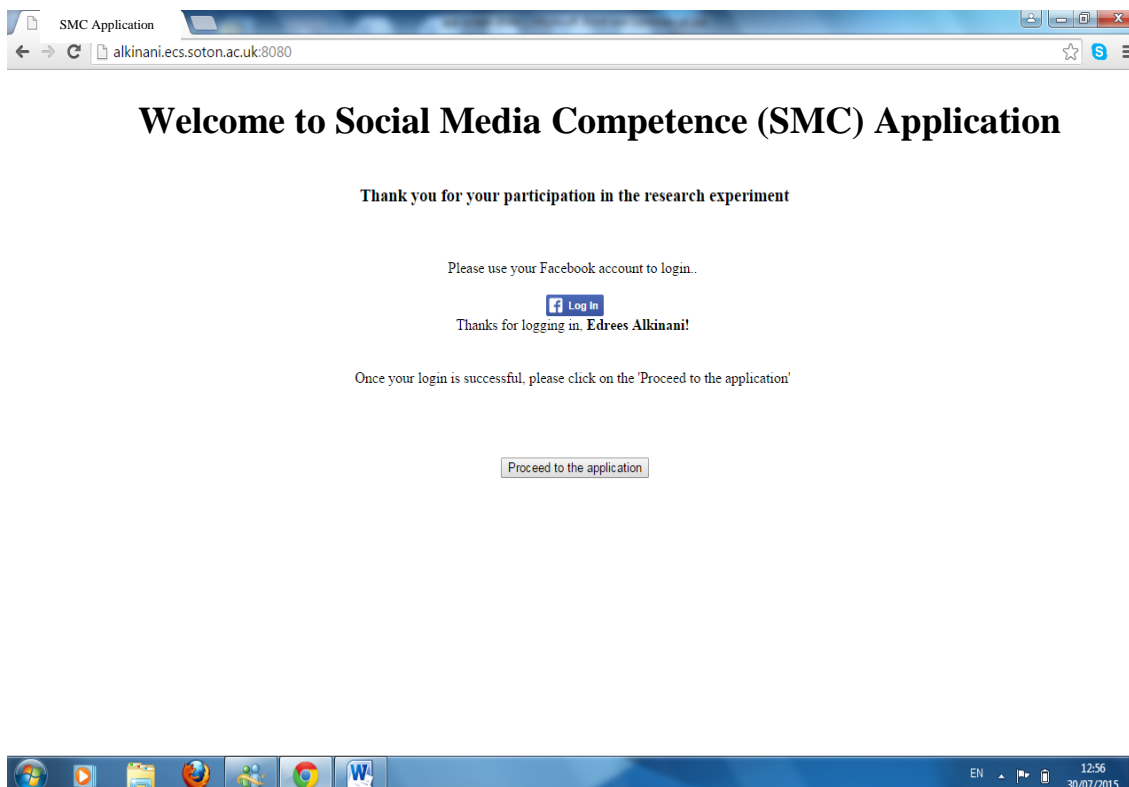 SMC Application
alkinani.ecs.soton.ac.uk:8080
Welcome to Social Media Competence (SMC) Application
Thank you for your participation in the research experiment
Please use your Facebook account to login..
Log In
Thanks for logging in, Edrees Alkinani!
Once your login is successful, please click on the 'Proceed to the application'
Proceed to the application
EN
12:56
30/07/2015